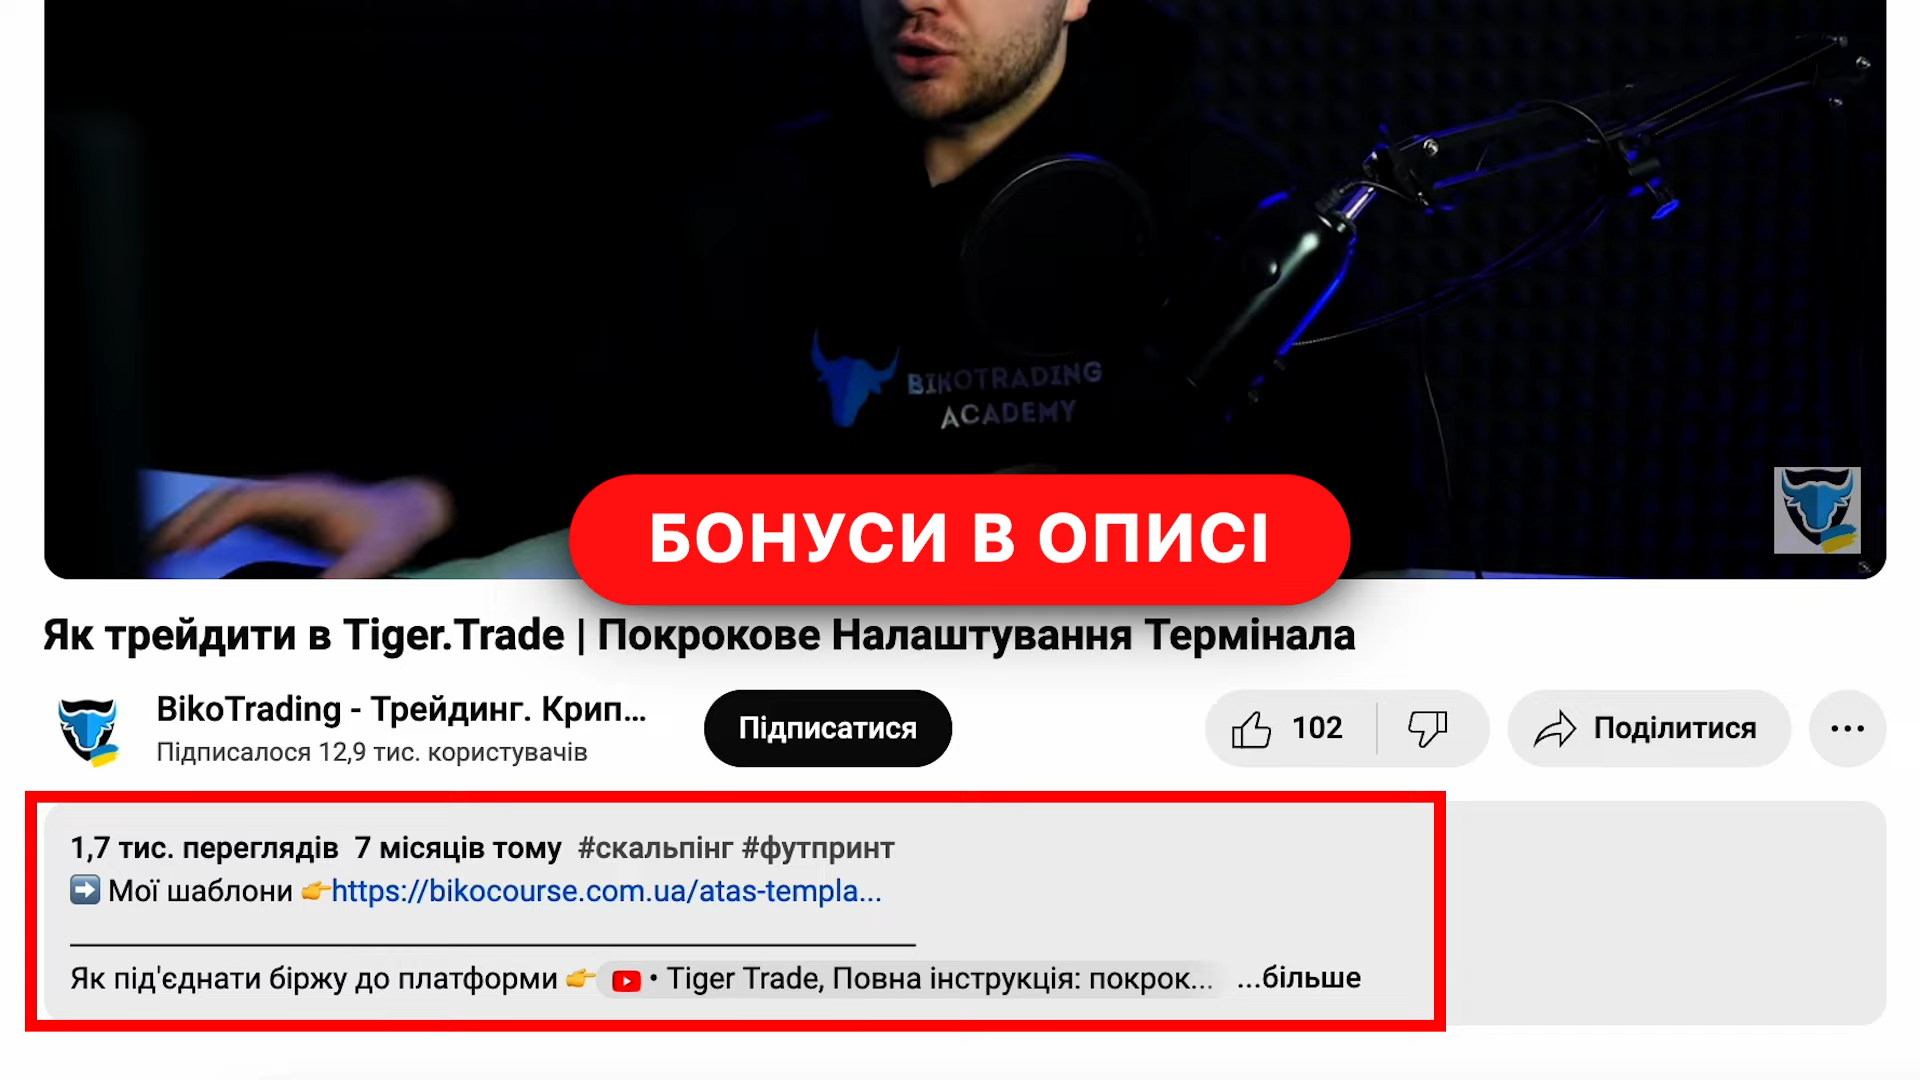 BIKOTRADING
ACADEMY
БОНУСИ В ОПИСІ
Як трейдити в Tiger.Trade | Покрокове Налаштування Термінала
BikoTrading - Трейдинг. Крип...
Підписалося 12,9 тис. користувачів
Підписатися
102
Поділитися
1,7 тис. переглядів 7 місяців тому #скальпінг #футпринт
➡️ Мої шаблони 👉https://bikocourse.com.ua/atas-templa...
Як під'єднати біржу до платформи 👉 • Tiger Trade, Повна інструкція: покрок... ...більше